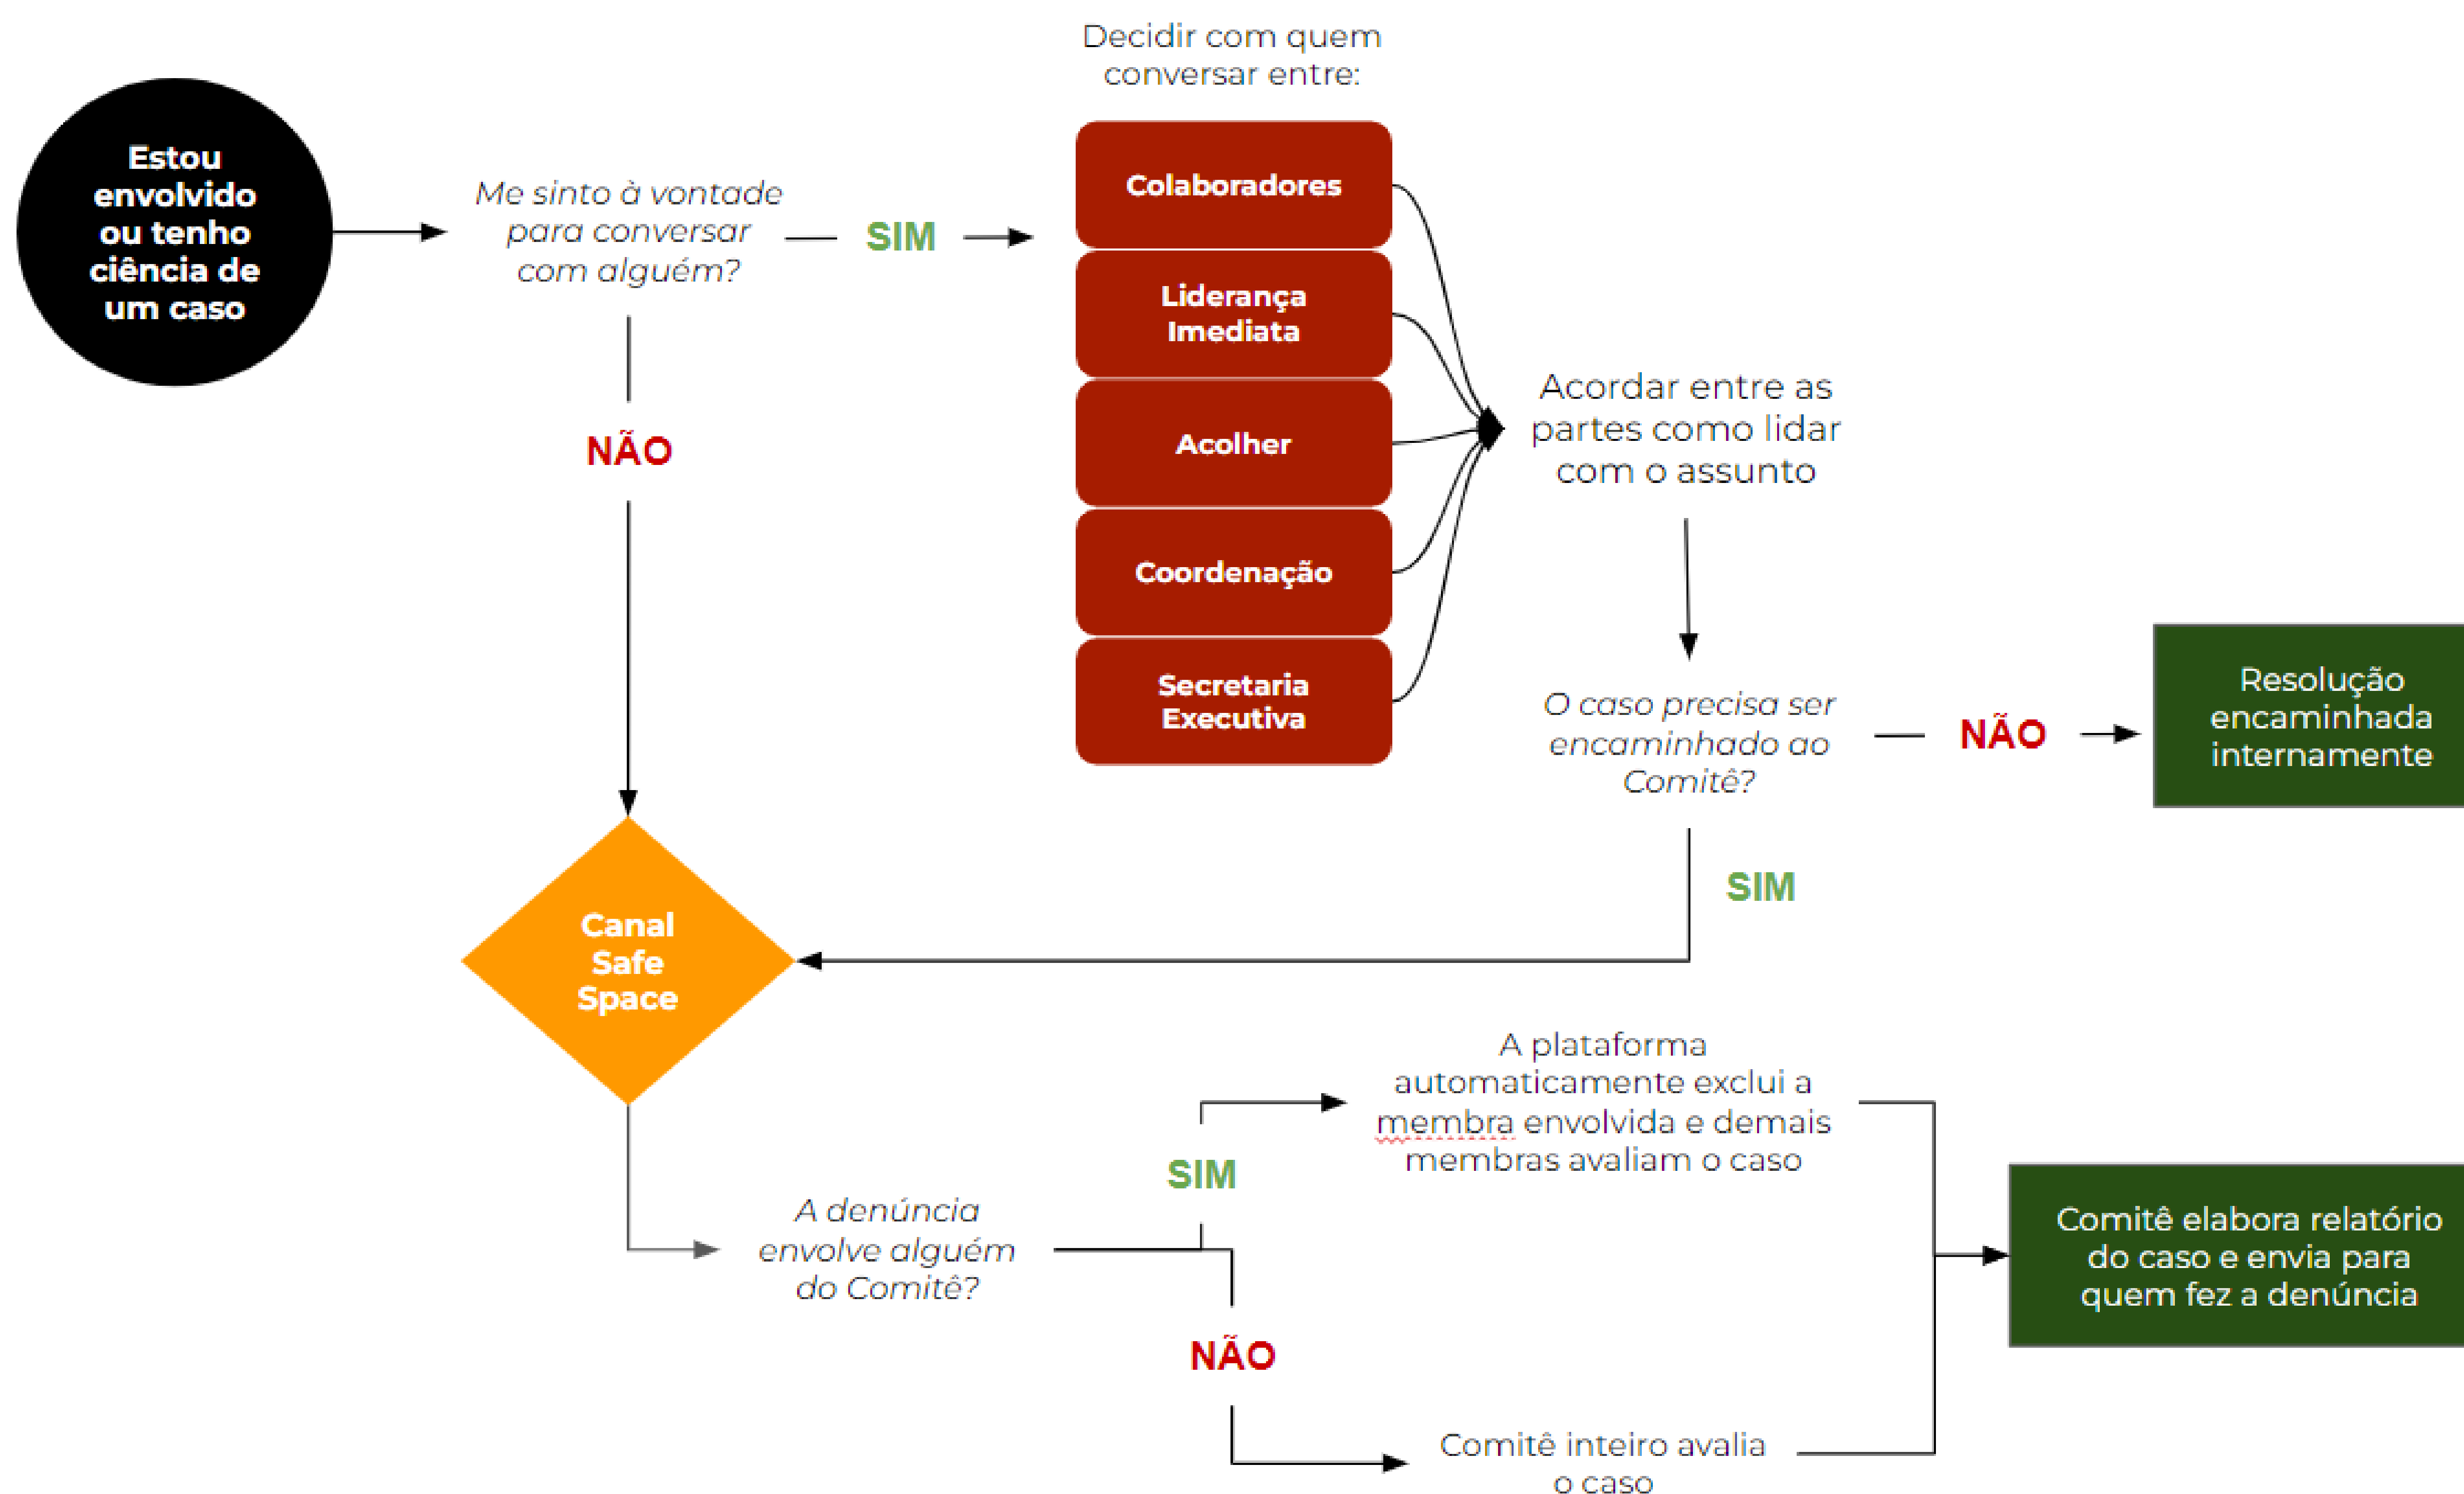 Decidir com quem
conversar entre:
Estou
envolvido
ou tenho
ciência de
um caso
Me sinto à vontade
para conversar
com alguém?
SIM
NÃO
Colaboradores
Liderança
Imediata
Acolher
Coordenação
Secretaria
Executiva
Acordar entre as
partes como lidar
com o assunto
O caso precisa ser
encaminhado ao
Comitê?
NÃO
Resolução
encaminhada
internamente
SIM
Canal
Safe
Space
A denúncia
envolve alguém
do Comitê?
SIM
A plataforma
automaticamente exclui a
membra envolvida e demais
membras avaliam o caso
NÃO
Comitê inteiro avalia
o caso
Comitê elabora relatório
do caso e envia para
quem fez a denúncia